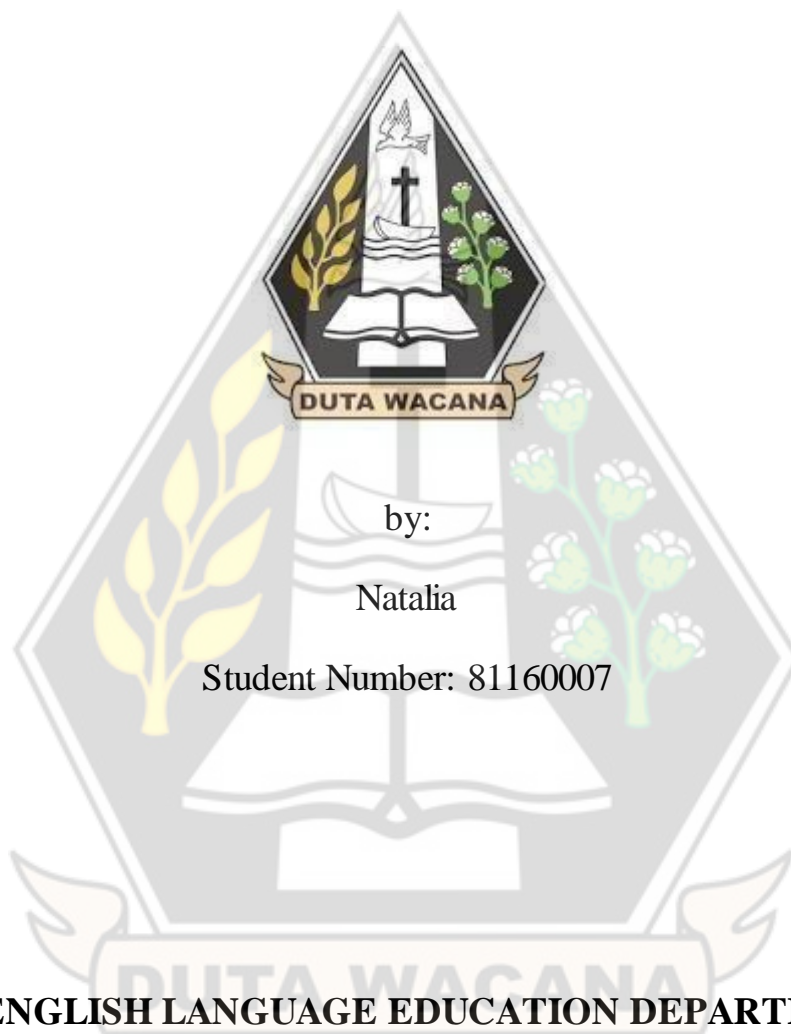 DUTA WACANA
by:
Natalia
Student Number: 81160007
DUTA WACANA
ENGLISH LANGUAGE EDUCATION DEPART